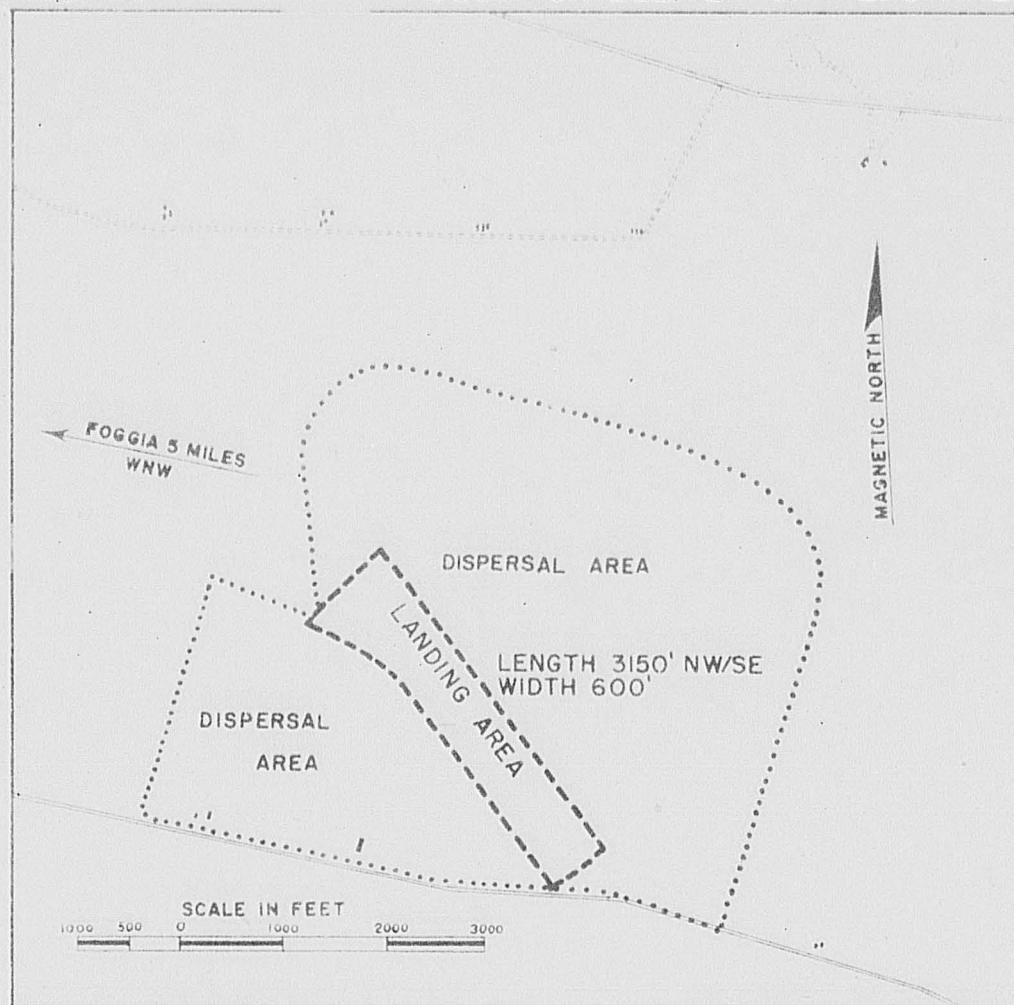 FOGGIA 5 MILES
WNW
MAGNETIC NORTH
DISPERSAL AREA
LANDING AREA
LENGTH 3150' NW/SE
WIDTH 600'
DISPERSAL
AREA
SCALE IN FEET
1000 500 0 1000 2000 3000